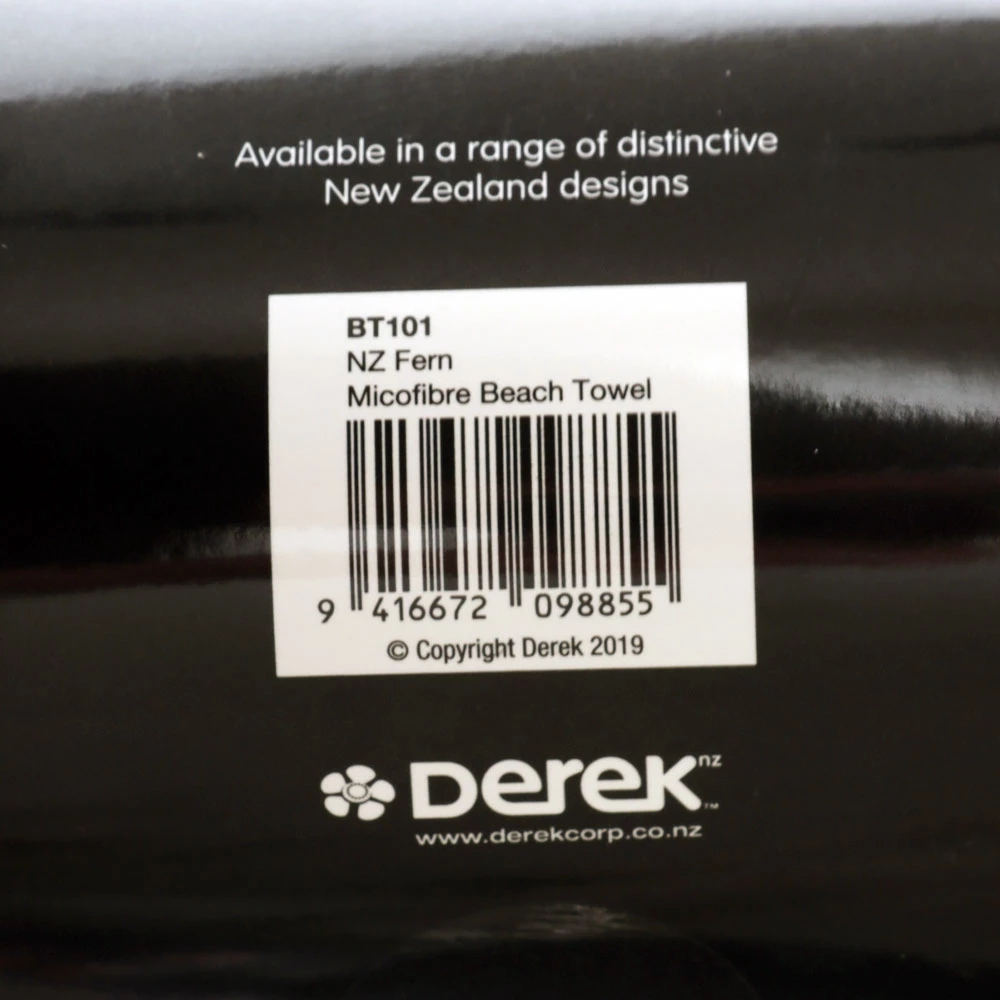 Available in a range of distinctive
New Zealand designs
BT101
NZ Fern
Micofibre Beach Towel
9 416672 098855
© Copyright Derek 2019
Derek nz ™
www.derekcorp.co.nz